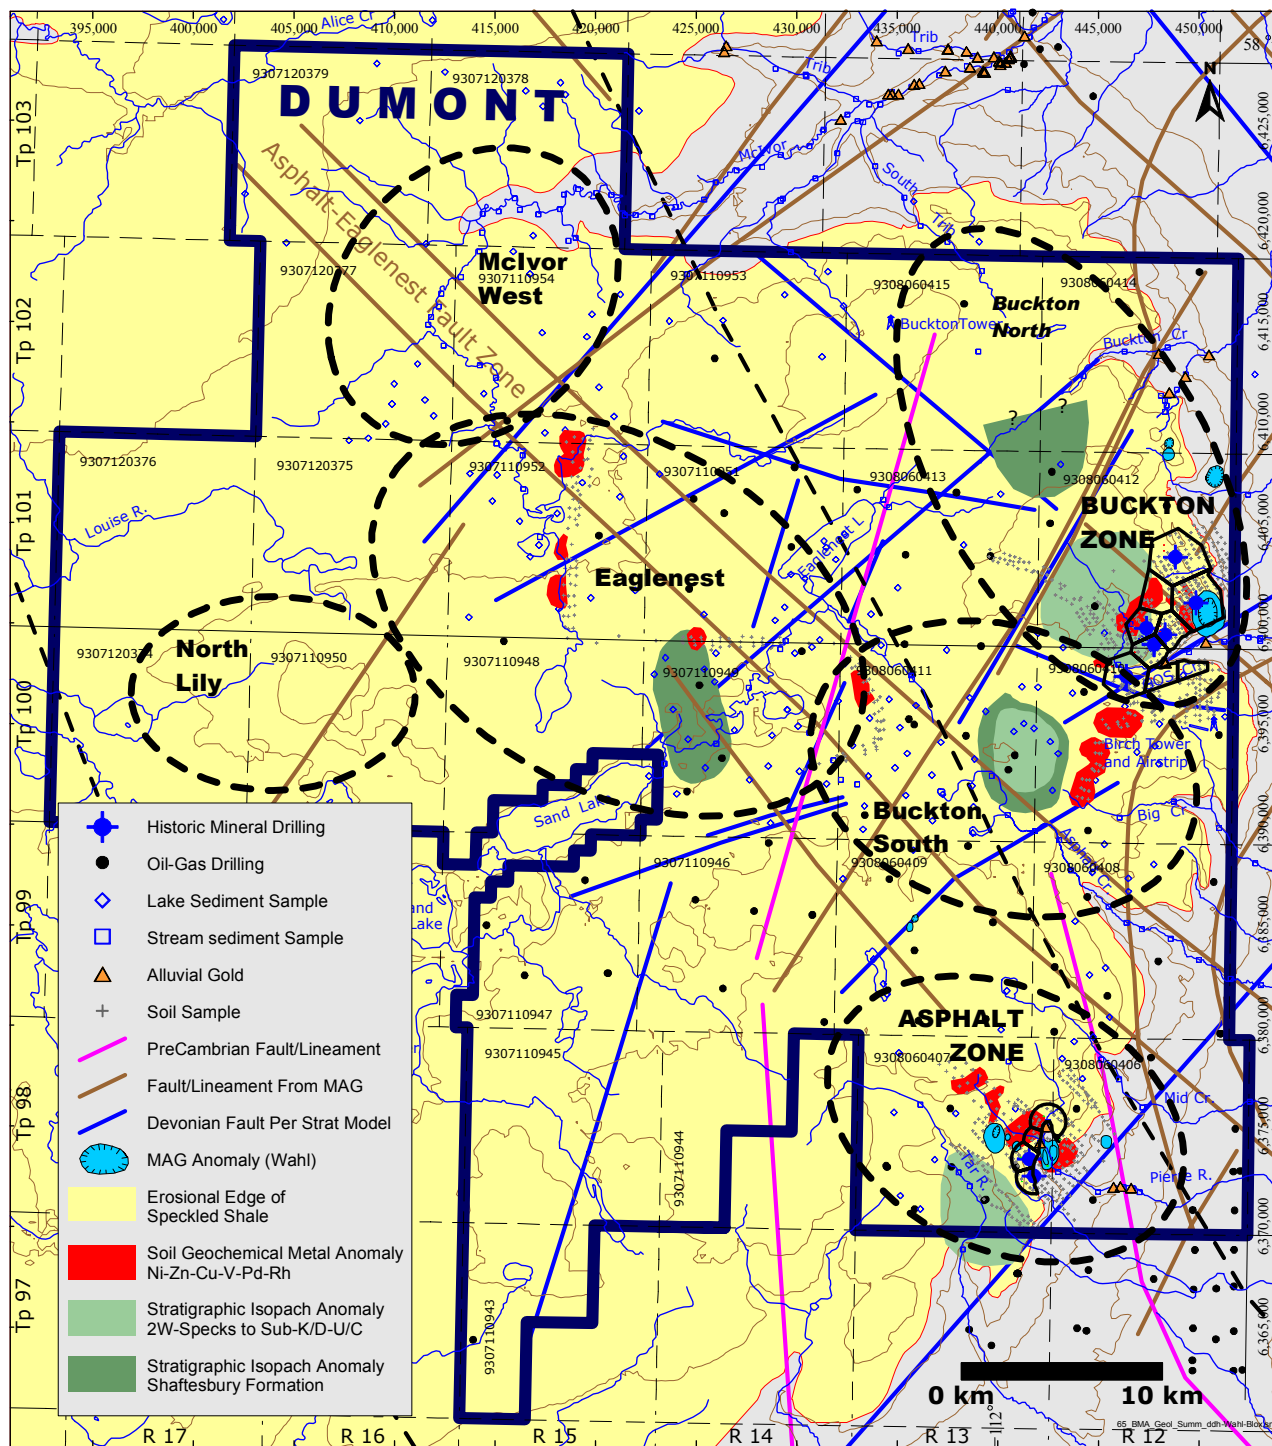 395,000
400,000
405,000
410,000
415,000
420,000
425,000
430,000
435,000
440,000
445,000
450,000
Alice Cr
Trib
Trib
58°
N
9307120379
9307120378
DUMONT
Tp 103
6,425,000
McIvor
South
Trib
Asphalt-Eaglenest Fault Zone
6,420,000
McIvor
West
9307120377
9307110954
9307110953
9308060415
9308060414
Buckton
North
BucktonTower
Buckton Cr
Tp 102
6,415,000
?
?
6,410,000
9307120376
9307120375
9307110952
9307110951
9308060413
9308060412
BUCKTON
ZONE
Tp 101
Louise R.
Eaglenest L
6,405,000
Eaglenest
6,400,000
North
Lily
9307110950
9307110948
9307110949
9308060411
Tp 100
6,395,000
Birch Tower
and Airstrip
Sand Lake
Buckton
South
Big Cr
Asphalt Cr
6,390,000
9307110946
9308060409
9308060408
Tp 99
Lake
6,385,000
9307110947
9307110945
ASPHALT
ZONE
9308060407
9308060406
6,380,000
Tp 98
Mid Cr.
6,375,000
Tar R.
Pierre R.
9307110944
6,370,000
Tp 97
9307110943
6,365,000
Historic Mineral Drilling
Oil-Gas Drilling
Lake Sediment Sample
Stream sediment Sample
Alluvial Gold
Soil Sample
PreCambrian Fault/Lineament
Fault/Lineament From MAG
Devonian Fault Per Strat Model
MAG Anomaly (Wahl)
Erosional Edge of
Speckled Shale
Soil Geochemical Metal Anomaly
Ni-Zn-Cu-V-Pd-Rh
Stratigraphic Isopach Anomaly
2W-Specks to Sub-K/D-U/C
Stratigraphic Isopach Anomaly
Shaftesbury Formation
0 km
10 km
112°
R 17
R 16
R 15
R 14
R 13
R 12